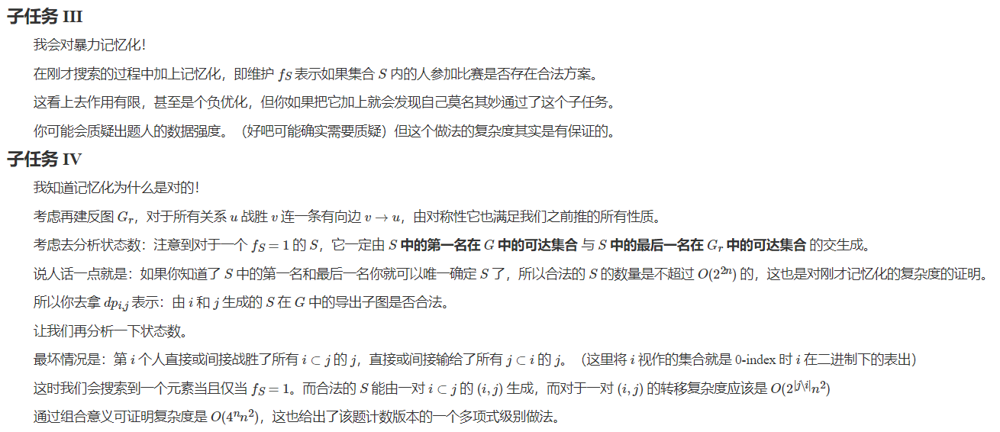 子任务 III
我会对暴力记忆化！
在刚才搜索的过程中加上记忆化，即维护 f_S 表示如果集合 S 内的人参加比赛是否存在合法方案。
这看上去作用有限，甚至是个负优化，但你如果把它加上就会发现自己莫名其妙通过了这个子任务。
你可能会质疑出题人的数据强度。（好吧可能确实需要质疑）但这个做法的复杂度其实是有保证的。
子任务 IV
我知道记忆化为什么是对的！
考虑再建反图 G_r，对于所有关系 u 战胜 v 连一条有向边 v → u，由对称性它也满足我们之前推的所有性质。
考虑去分析状态数：注意到对于一个 f_S = 1 的 S，它一定由 S 中的第一名在 G 中的可达集合 与 S 中的最后一名在 G_r 中的可达集合 的交生成。
说人话一点就是：如果你知道了 S 中的第一名和最后一名你就可以唯一确定 S 了，所以合法的 S 的数量是不超过 O(2^{2n}) 的，这也是对刚才记忆化的复杂度的证明。
所以你去拿 dp_{i,j} 表示：由 i 和 j 生成的 S 在 G 中的导出子图是否合法。
让我们再分析一下状态数。
最坏情况是：第 i 个人直接或间接战胜了所有 i ⊂ j 的 j，直接或间接输给了所有 j ⊂ i 的 j。（这里将 i 视作的集合就是 0-index 时 i 在二进制下的表出）
这时我们会搜索到一个元素当且仅当 f_S = 1。而合法的 S 能由一对 i ⊂ j 的 (i, j) 生成，而对于一对 (i, j) 的转移复杂度应该是 O(2^{|j\i|}n^2)
通过组合意义可证明复杂度是 O(4^n n^2)，这也给出了该题计数版本的一个多项式级别做法。